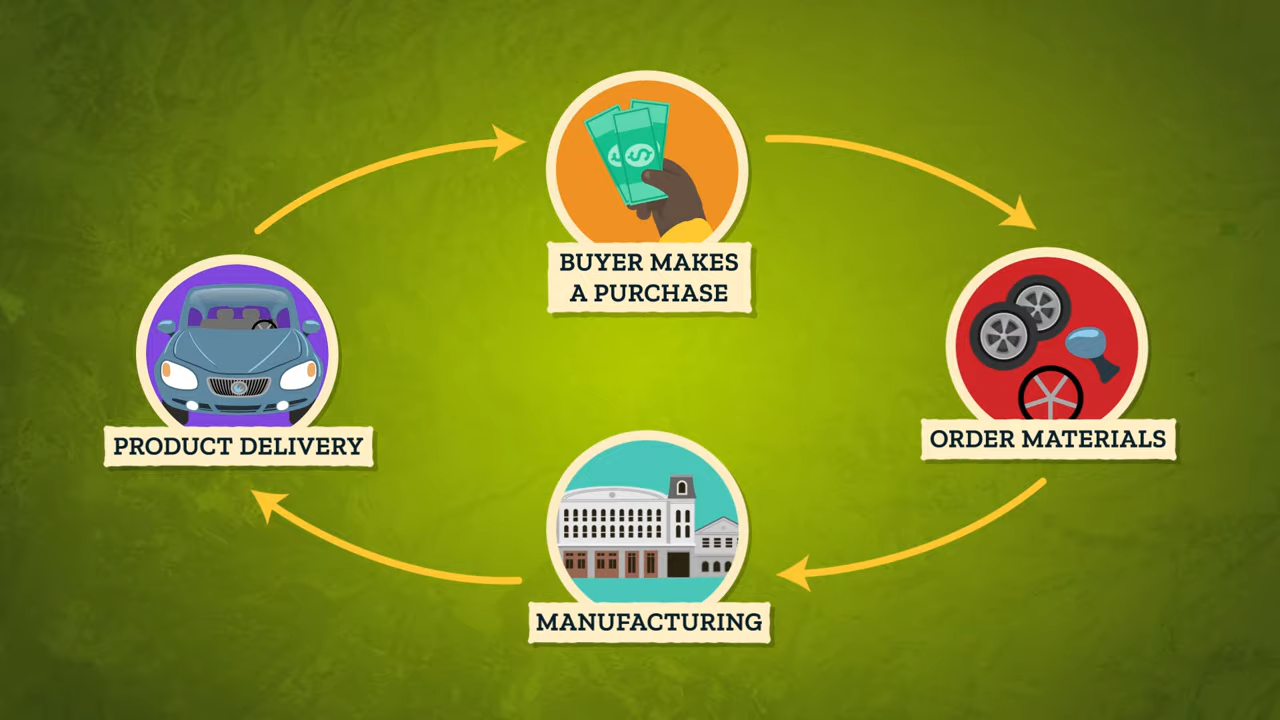 BUYER MAKES
A PURCHASE
ORDER MATERIALS
PRODUCT DELIVERY
MANUFACTURING